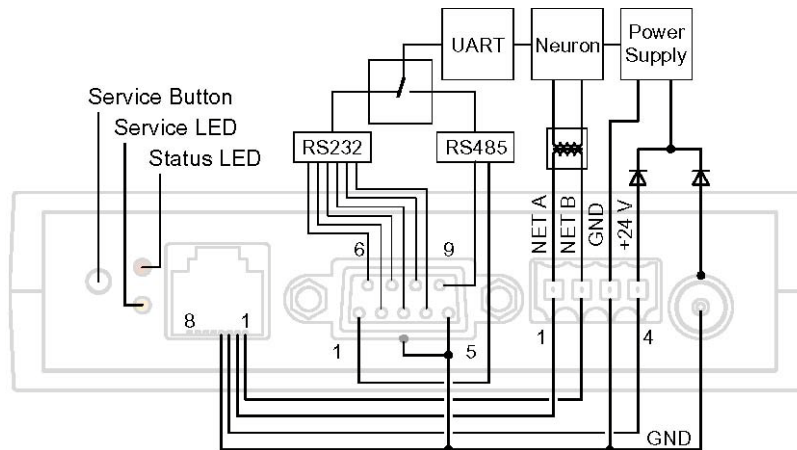 UART
Neuron
Power
Supply
Service Button
Service LED
Status LED
RS232
RS485
NET A
NET B
GND
+24 V
6
9
8
1
1
5
1
4
GND